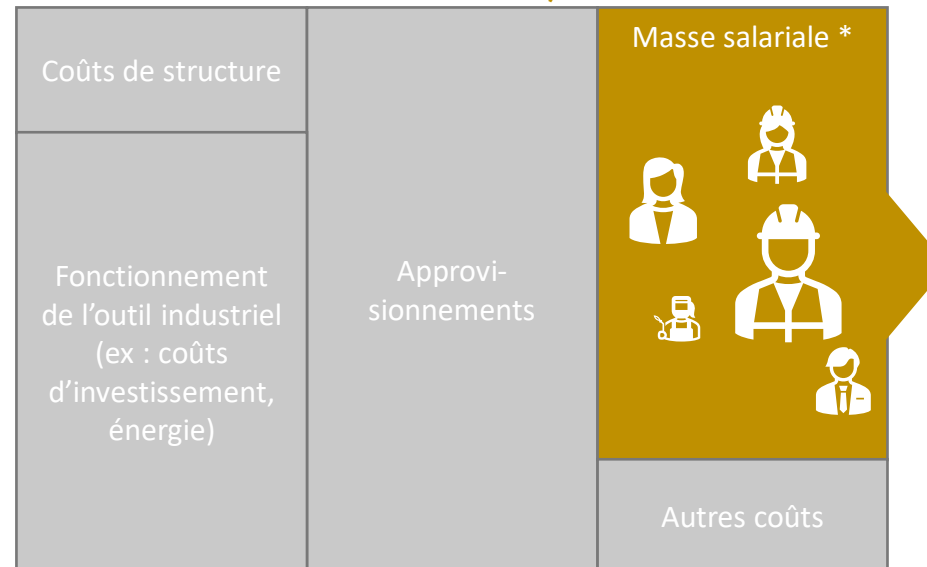 Coûts de structure
Fonctionnement
de l’outil industriel
(ex : coûts
d’investissement,
énergie)
Approvi-
sionnements
Masse salariale *
Autres coûts